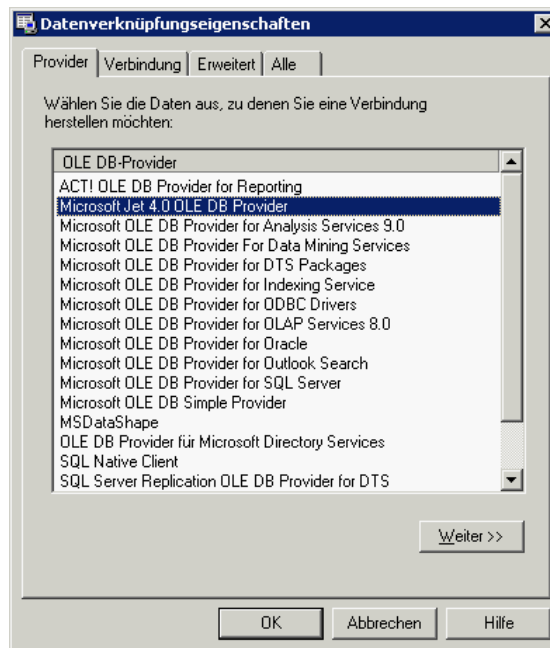 Datenverknüpfungseigenschaften
Provider Verbindung Erweitert Alle
Wählen Sie die Daten aus, zu denen Sie eine Verbindung
herstellen möchten:
OLE DB-Provider
ACT! OLE DB Provider for Reporting
Microsoft Jet 4.0 OLE DB Provider
Microsoft OLE DB Provider for Analysis Services 9.0
Microsoft OLE DB Provider For Data Mining Services
Microsoft OLE DB Provider for DTS Packages
Microsoft OLE DB Provider for Indexing Service
Microsoft OLE DB Provider for ODBC Drivers
Microsoft OLE DB Provider for OLAP Services 8.0
Microsoft OLE DB Provider for Oracle
Microsoft OLE DB Provider for Outlook Search
Microsoft OLE DB Provider for SQL Server
Microsoft OLE DB Simple Provider
MSDataShape
OLE DB Provider für Microsoft Directory Services
SQL Native Client
SQL Server Replication OLE DB Provider for DTS
Weiter >>
OK Abbrechen Hilfe